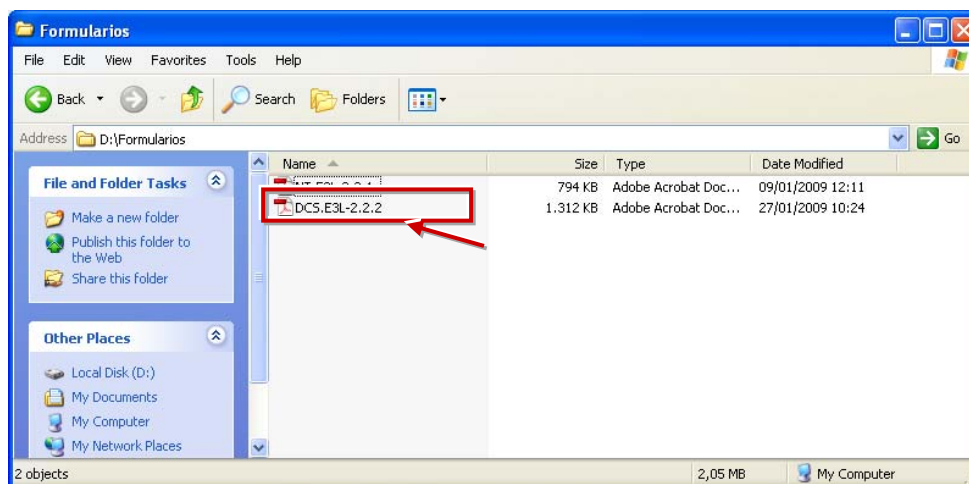 Formularios
File Edit View Favorites Tools Help
Back Search Folders
Address D:\Formularios Go
File and Folder Tasks
Make a new folder
Publish this folder to
the Web
Share this folder
Other Places
Local Disk (D:)
My Documents
My Computer
My Network Places
Name Size Type Date Modified
794 KB Adobe Acrobat Doc... 09/01/2009 12:11
DCS.E3L-2.2.2 1.312 KB Adobe Acrobat Doc... 27/01/2009 10:24
2 objects 2,05 MB My Computer